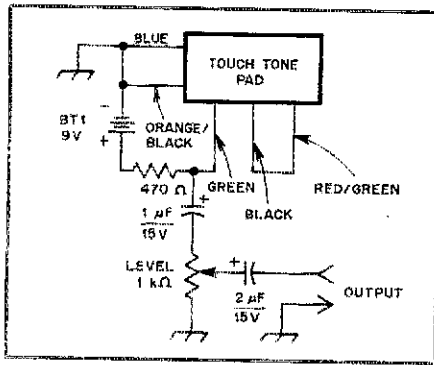 BLUE
TOUCH TONE
PAD
-
BT1
9V
+
ORANGE/
BLACK
470 Ω
GREEN
BLACK
RED/GREEN
+
1 µF
15V
LEVEL
1 kΩ
+
2 µF
15V
OUTPUT